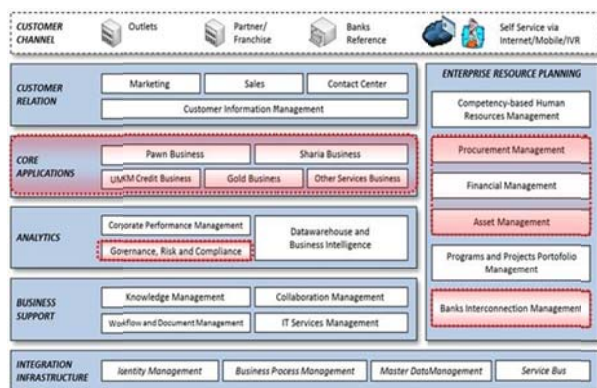 CUSTOMER
CHANNEL
Outlets
Partner/
Franchise
Banks
Reference
Self Service via
Internet/Mobile/IVR
CUSTOMER
RELATION
Marketing
Sales
Contact Center
Customer Information Management
CORE
APPLICATIONS
Pawn Business
Sharia Business
UMKM Credit Business
Gold Business
Other Services Business
ANALYTICS
Corporate Performance Management
Governance, Risk and Compliance
Datawarehouse and
Business Intelligence
BUSINESS
SUPPORT
Knowledge Management
Collaboration Management
Workflow and Document Management
IT Services Management
ENTERPRISE RESOURCE PLANNING
Competency-based Human
Resources Management
Procurement Management
Financial Management
Asset Management
Programs and Projects Portofolio
Management
Banks Interconnection Management
INTEGRATION
INFRASTRUCTURE
Identity Management
Business Pocess Management
Master DataManagement
Service Bus